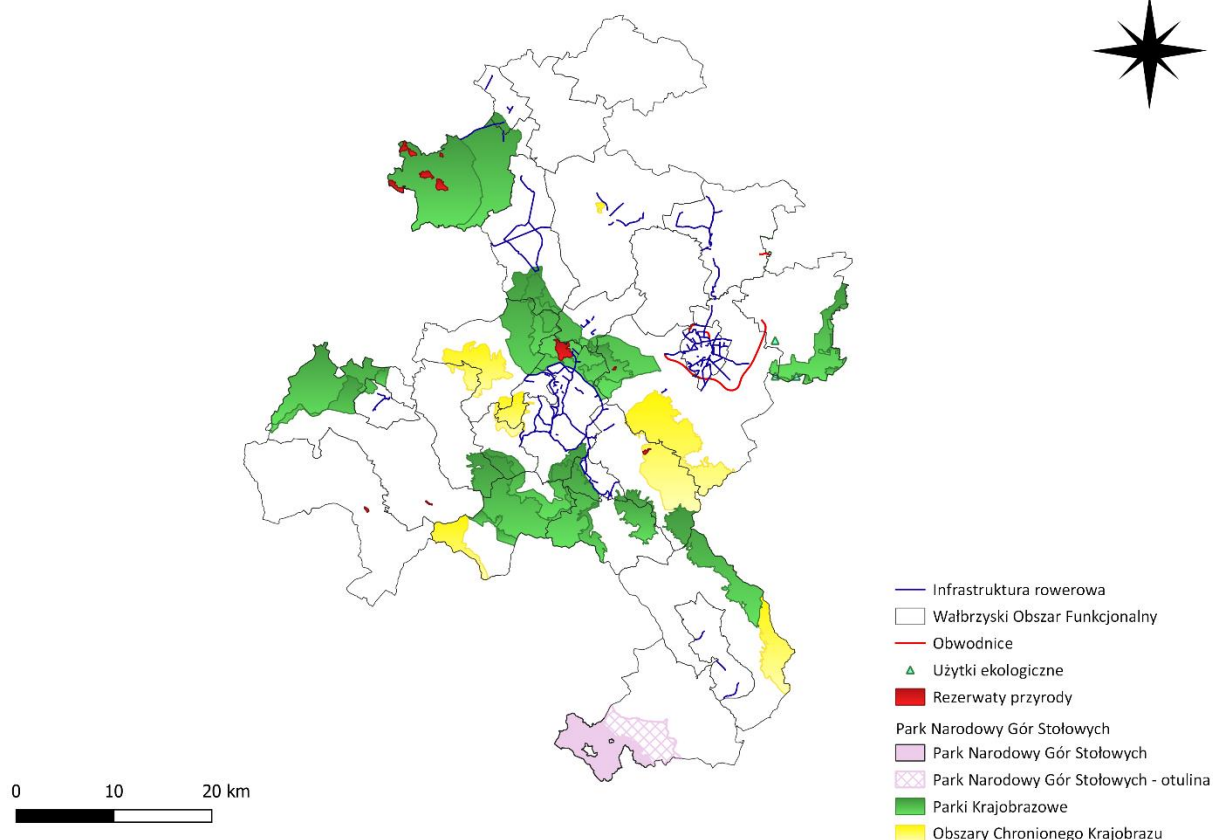 Infrastruktura rowerowa
Wałbrzyski Obszar Funkcjonalny
Obwodnice
Użytki ekologiczne
Rezerwaty przyrody
Park Narodowy Gór Stołowych
Park Narodowy Gór Stołowych
Park Narodowy Gór Stołowych - otulina
Parki Krajobrazowe
Obszary Chronionego Krajobrazu
0 10 20 km